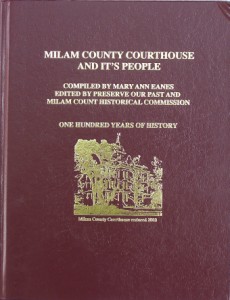 MILAM COUNTY COURTHOUSE
AND IT'S PEOPLE
COMPILED BY MARY ANN EANES
EDITED BY PRESERVE OUR PAST AND
MILAM COUNT HISTORICAL COMMISSION
ONE HUNDRED YEARS OF HISTORY
Milam County Courthouse restored